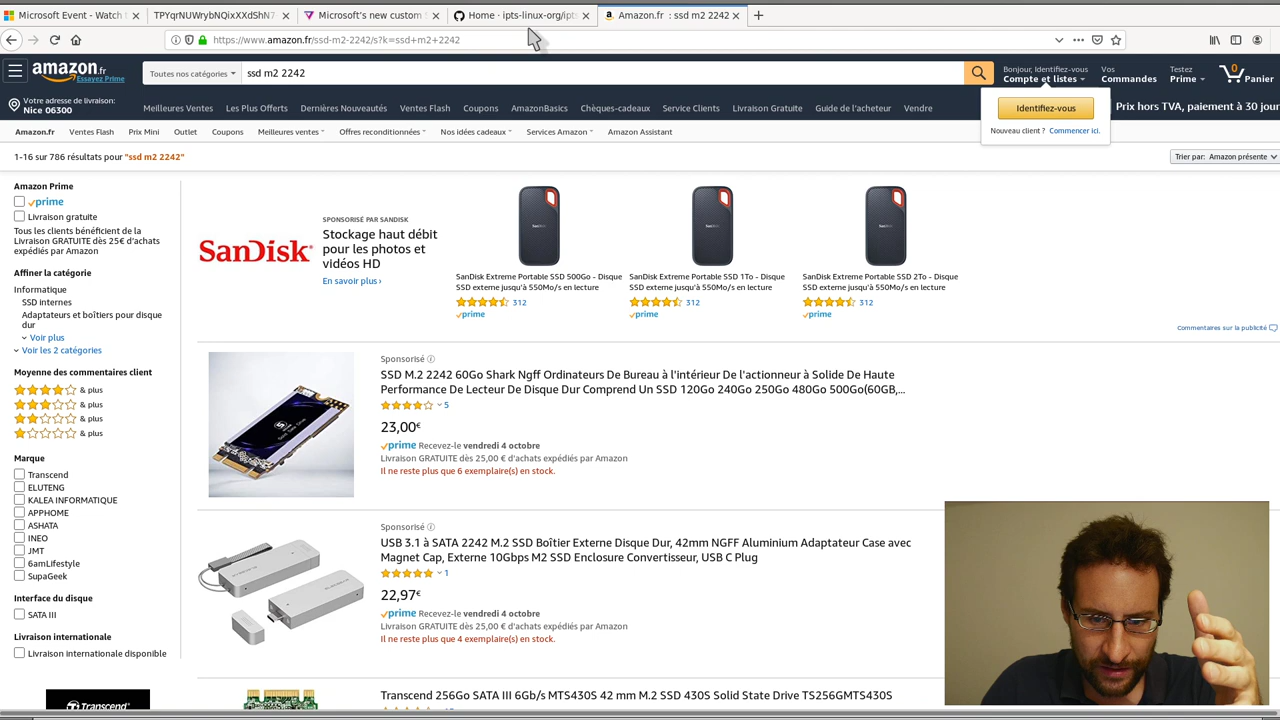 Microsoft Event - Watch t
TPYqrNUWrybNQixXXdShN7
Microsoft's new custom S
Home · ipts-linux-org/ipts
Amazon.fr : ssd m2 2242
https://www.amazon.fr/ssd-m2-2242/s?k=ssd+m2+2242
amazon.fr
Essayez Prime
Toutes nos catégories
ssd m2 2242
Bonjour, Identifiez-vous
Compte et listes
Vos
Commandes
Testez
Prime
0
Panier
Votre adresse de livraison:
Nice 06300
Meilleures Ventes
Les Plus Offerts
Dernières Nouveautés
Ventes Flash
Coupons
AmazonBasics
Chèques-cadeaux
Service Clients
Livraison Gratuite
Guide de l'acheteur
Vendre
Prix hors TVA, paiement à 30 jour
Identifiez-vous
Nouveau client ? Commencer ici.
Amazon.fr
Ventes Flash
Prix Mini
Outlet
Coupons
Meilleures ventes
Offres reconditionnées
Nos idées cadeaux
Services Amazon
Amazon Assistant
1-16 sur 786 résultats pour "ssd m2 2242"
Trier par: Amazon présente
Amazon Prime
prime
Livraison gratuite
Tous les clients bénéficient de la
Livraison GRATUITE dès 25€ d'achats
expédiés par Amazon
Affiner la catégorie
Informatique
SSD internes
Adaptateurs et boîtiers pour disque
dur
Voir plus
Voir les 2 catégories
Moyenne des commentaires client
& plus
& plus
& plus
& plus
Marque
Transcend
ELUTENG
KALEA INFORMATIQUE
APPHOME
ASHATA
INEO
JMT
6amLifestyle
SupaGeek
Interface du disque
SATA III
Livraison internationale
Livraison internationale disponible
Transcend
SanDisk
SPONSORISÉ PAR SANDISK
Stockage haut débit
pour les photos et
vidéos HD
En savoir plus ›
SanDisk Extreme Portable SSD 500Go - Disque
SSD externe jusqu'à 550Mo/s en lecture
312
prime
SanDisk Extreme Portable SSD 1To - Disque
SSD externe jusqu'à 550Mo/s en lecture
312
prime
SanDisk Extreme Portable SSD 2To - Disque
SSD externe jusqu'à 550Mo/s en lecture
312
prime
Commentaires sur la publicité
Sponsorisé
SSD M.2 2242 60Go Shark Ngff Ordinateurs De Bureau à l'intérieur De l'actionneur à Solide De Haute
Performance De Lecteur De Disque Dur Comprend Un SSD 120Go 240Go 250Go 480Go 500Go(60GB,...
5
23,00€
prime Recevez-le vendredi 4 octobre
Livraison GRATUITE dès 25,00 € d'achats expédiés par Amazon
Il ne reste plus que 6 exemplaire(s) en stock.
Sponsorisé
USB 3.1 à SATA 2242 M.2 SSD Boîtier Externe Disque Dur, 42mm NGFF Aluminium Adaptateur Case avec
Magnet Cap, Externe 10Gbps M2 SSD Enclosure Convertisseur, USB C Plug
1
22,97€
prime Recevez-le vendredi 4 octobre
Livraison GRATUITE dès 25,00 € d'achats expédiés par Amazon
Il ne reste plus que 4 exemplaire(s) en stock.
Transcend 256Go SATA III 6Gb/s MTS430S 42 mm M.2 SSD 430S Solid State Drive TS256GMTS430S